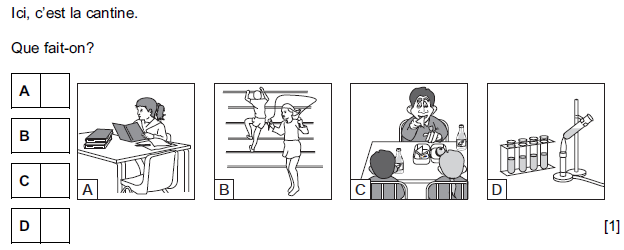 Ici, c'est la cantine.
Que fait-on?
A
B
C
D
A
B
C
D
[1]